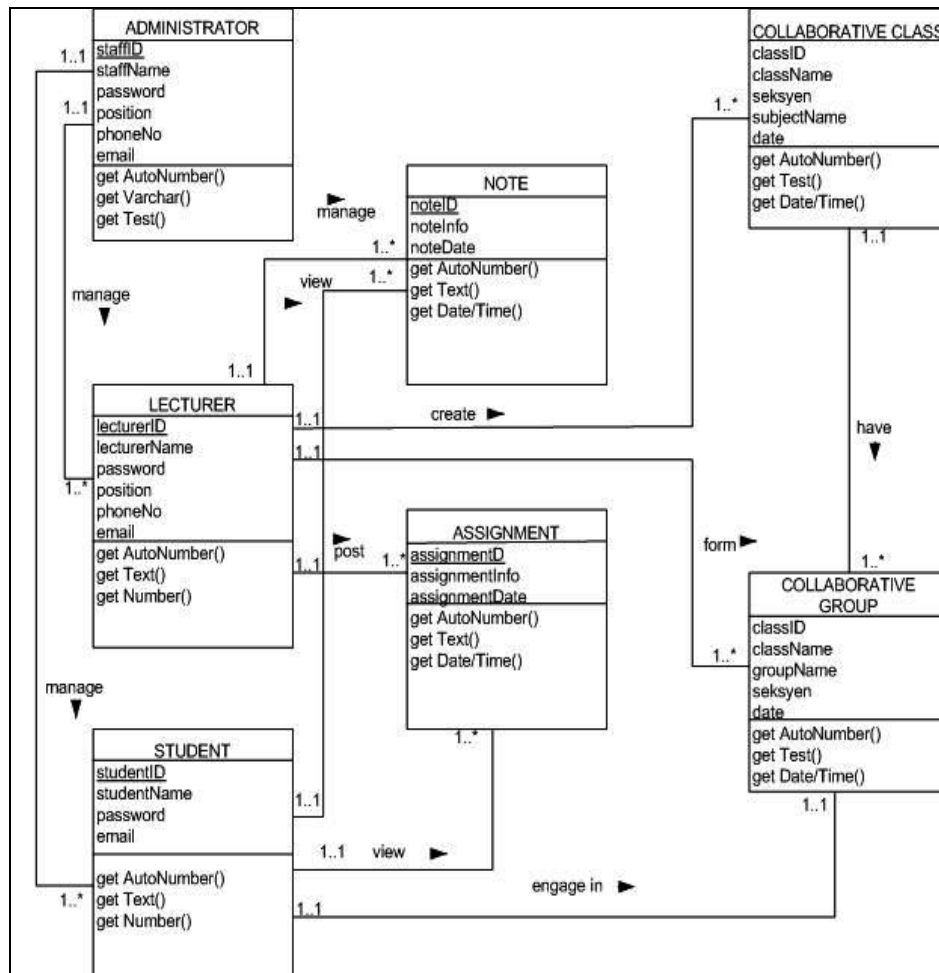 ADMINISTRATOR
staffID
staffName
password
position
phoneNo
email
get AutoNumber()
get Varchar()
get Test()
1..1
1..1
manage
1..*
manage
1..*
COLLABORATIVE CLASS
classID
className
seksyen
subjectName
date
get AutoNumber()
get Test()
get Date/Time()
1..*
1..1
have
1..*
NOTE
noteID
noteInfo
noteDate
get AutoNumber()
get Text()
get Date/Time()
manage
1..*
view
1..*
1..1
LECTURER
lecturerID
lecturerName
password
position
phoneNo
email
get AutoNumber()
get Text()
get Number()
1..1
create
1..1
form
1..*
1..1
post
1..*
ASSIGNMENT
assignmentD
assignmentInfo
assignmentDate
get AutoNumber()
get Text()
get Date/Time()
1..*
COLLABORATIVE
GROUP
classID
className
groupName
seksyen
date
get AutoNumber()
get Test()
get Date/Time()
1..1
STUDENT
studentID
studentName
password
email
get AutoNumber()
get Text()
get Number()
1..1
1..1
view
1..1
engage in